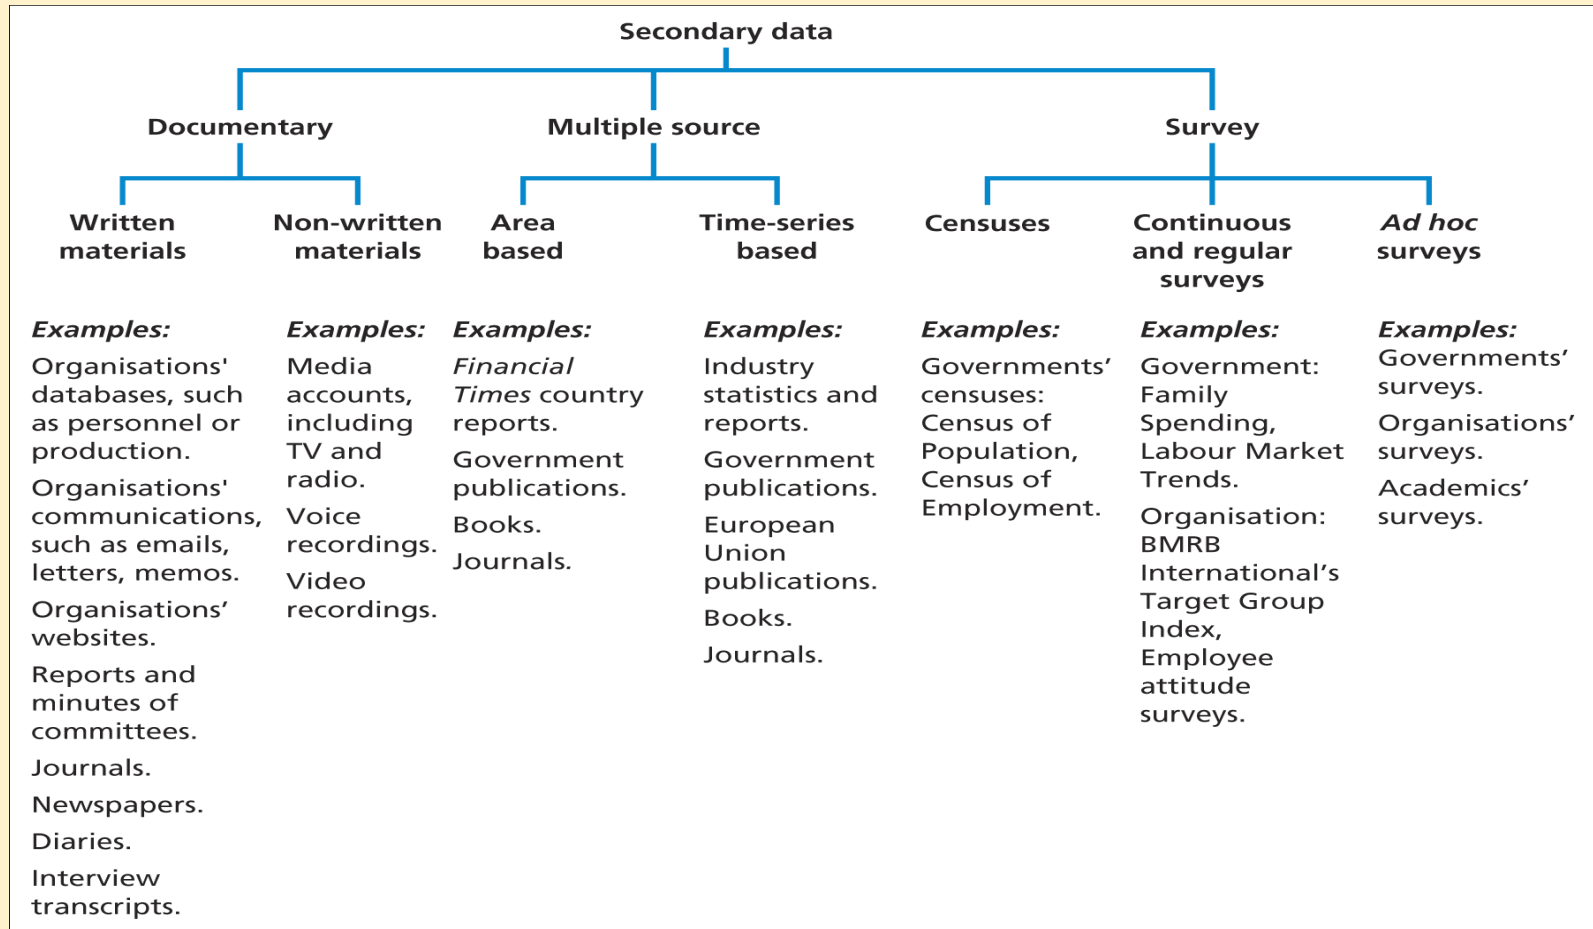 Secondary data
Documentary
Multiple source
Survey
Written
materials
Non-written
materials
Area
based
Time-series
based
Censuses
Continuous
and regular
surveys
Ad hoc
surveys
Examples:
Organisations'
databases, such
as personnel or
production.
Organisations'
communications,
such as emails,
letters, memos.
Organisations’
websites.
Reports and
minutes of
committees.
Journals.
Newspapers.
Diaries.
Interview
transcripts.
Examples:
Media
accounts,
including
TV and
radio.
Voice
recordings.
Video
recordings.
Examples:
Financial
Times country
reports.
Government
publications.
Books.
Journals.
Examples:
Industry
statistics and
reports.
Government
publications.
European
Union
publications.
Books.
Journals.
Examples:
Governments’
censuses:
Census of
Population,
Census of
Employment.
Examples:
Government:
Family
Spending,
Labour Market
Trends.
Organisation:
BMRB
International’s
Target Group
Index,
Employee
attitude
surveys.
Examples:
Governments’
surveys.
Organisations’
surveys.
Academics’
surveys.